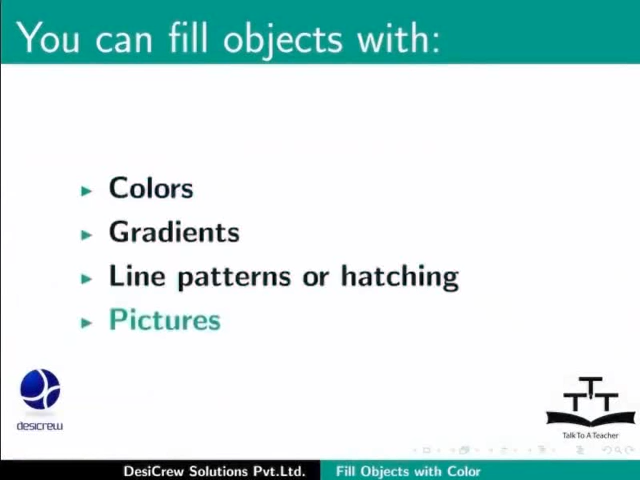 You can fill objects with:
Colors
Gradients
Line patterns or hatching
Pictures
desicrew
TTT
Talk To A Teacher
DesiCrew Solutions Pvt.Ltd.
Fill Objects with Color